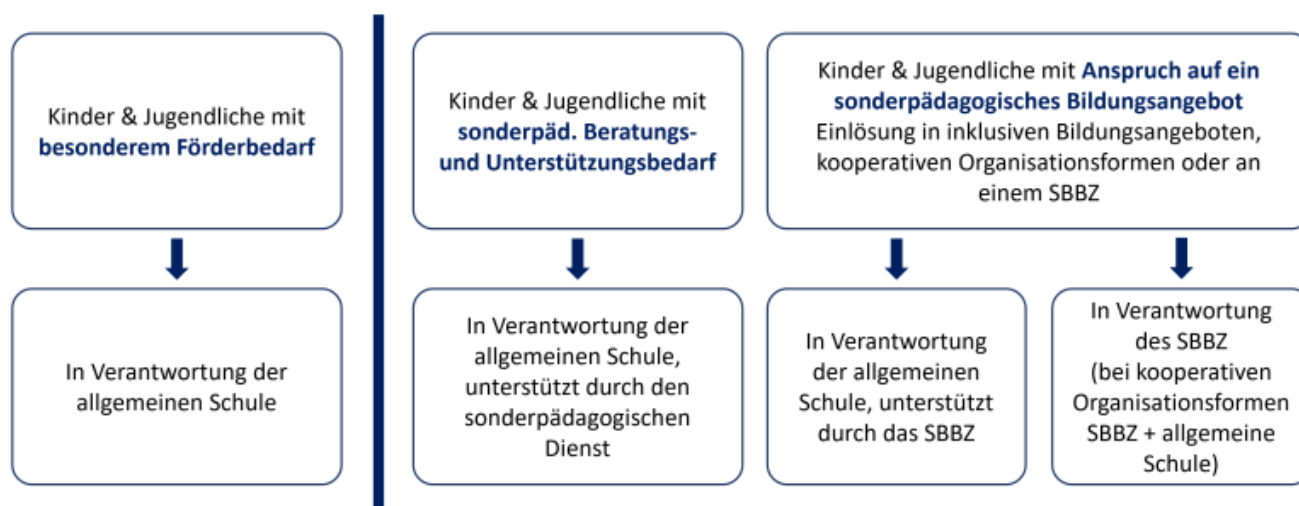 Kinder & Jugendliche mit
besonderem Förderbedarf
Kinder & Jugendliche mit
sonderpäd. Beratungs-
und Unterstützungsbedarf
Kinder & Jugendliche mit Anspruch auf ein
sonderpädagogisches Bildungsangebot
Einlösung in inklusiven Bildungsangeboten,
kooperativen Organisationsformen oder an
einem SBBZ
In Verantwortung der
allgemeinen Schule
In Verantwortung der
allgemeinen Schule,
unterstützt durch den
sonderpädagogischen
Dienst
In Verantwortung
der allgemeinen
Schule, unterstützt
durch das SBBZ
In Verantwortung
des SBBZ
(bei kooperativen
Organisationsformen
SBBZ + allgemeine
Schule)